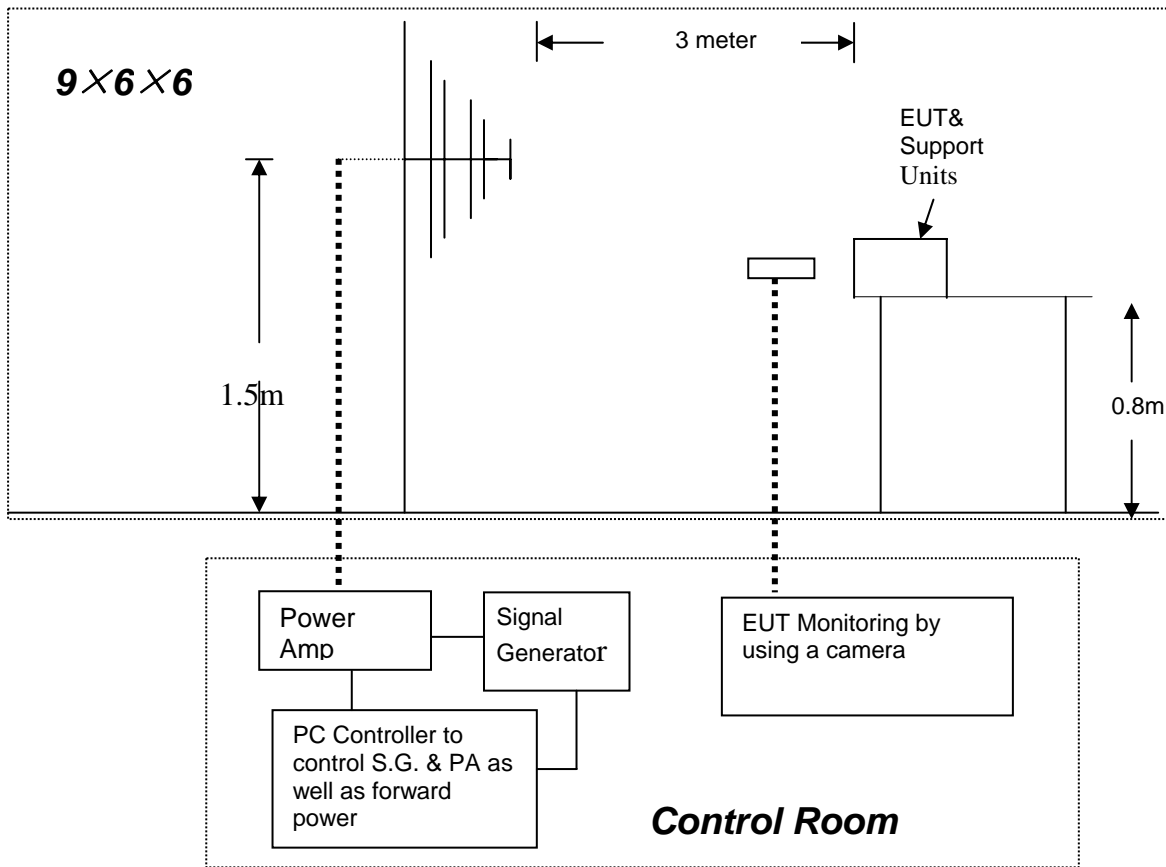 3 meter
9×6×6
EUT&
Support
Units
1.5m
0.8m
Power
Amp
Signal
Generator
EUT Monitoring by
using a camera
PC Controller to
control S.G. & PA as
well as forward
power
Control Room